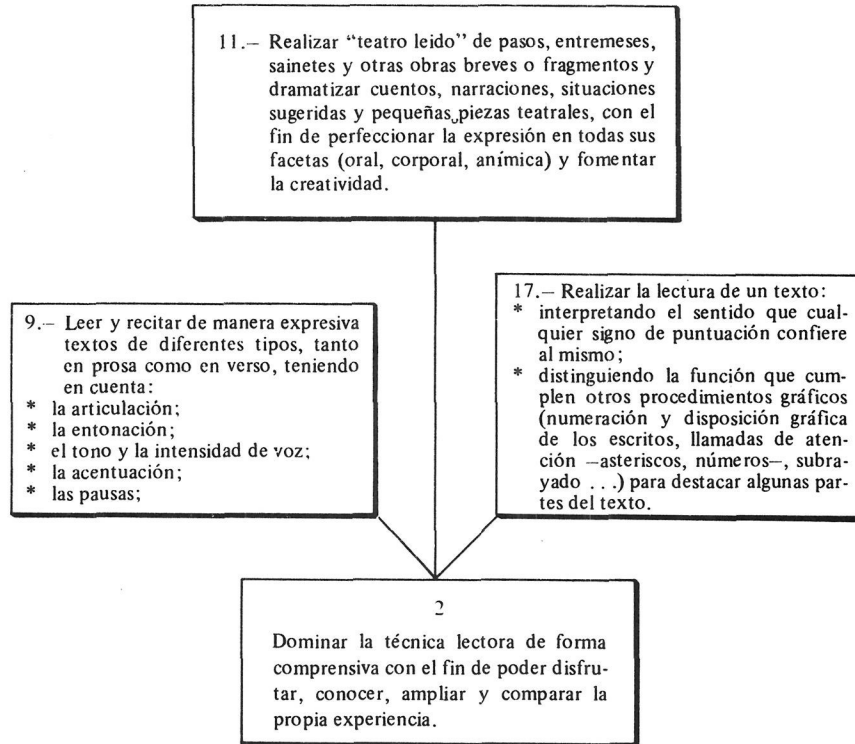 11.— Realizar “teatro leido” de pasos, entremeses,
sainetes y otras obras breves o fragmentos y
dramatizar cuentos, narraciones, situaciones
sugeridas y pequeñas piezas teatrales, con el
fin de perfeccionar la expresión en todas sus
facetas (oral, corporal, anímica) y fomentar
la creatividad.
9.— Leer y recitar de manera expresiva
textos de diferentes tipos, tanto
en prosa como en verso, teniendo
en cuenta:
* la articulación;
* la entonación;
* el tono y la intensidad de voz;
* la acentuación;
* las pausas;
17.— Realizar la lectura de un texto:
* interpretando el sentido que cual-
quier signo de puntuación confiere
al mismo;
* distinguiendo la función que cum-
plen otros procedimientos gráficos
(numeración y disposición gráfica
de los escritos, llamadas de aten-
ción —asteriscos, números—, subra-
yado . . .) para destacar algunas par-
tes del texto.
2
Dominar la técnica lectora de forma
comprensiva con el fin de poder disfru-
tar, conocer, ampliar y comparar la
propia experiencia.